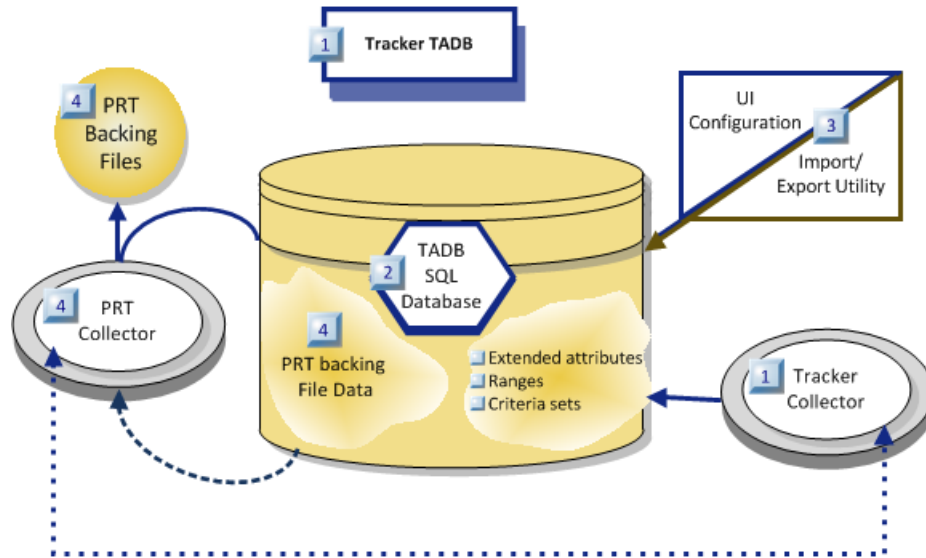 1
Tracker TADB
4
PRT
Backing
Files
UI
Configuration
3
Import/
Export Utility
TADB
2
SQL
Database
4
PRT
Collector
4
PRT backing
File Data
Extended attributes
Ranges
Criteria sets
1
Tracker
Collector